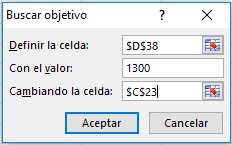 Buscar objetivo ? ×
Definir la celda: $D$38
Con el valor: 1300
Cambiando la celda: $C$23
Aceptar Cancelar